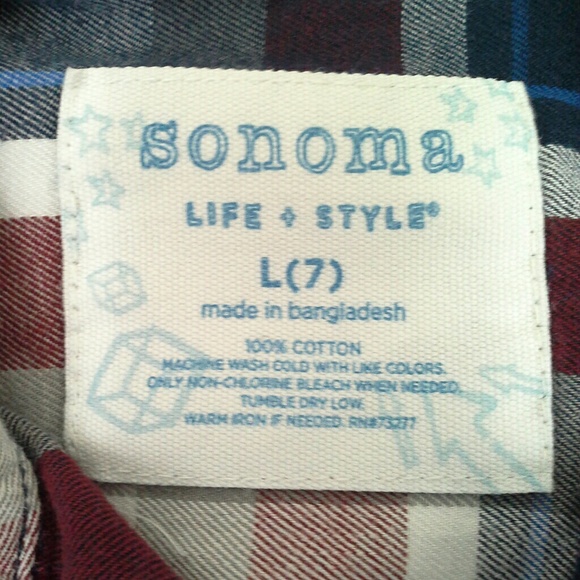 sonoma
LIFE + STYLE®
L(7)
made in bangladesh
100% COTTON
MACHINE WASH COLD WITH LIKE COLORS.
ONLY NON-CHLORINE BLEACH WHEN NEEDED.
TUMBLE DRY LOW.
WARM IRON IF NEEDED. RN#73277